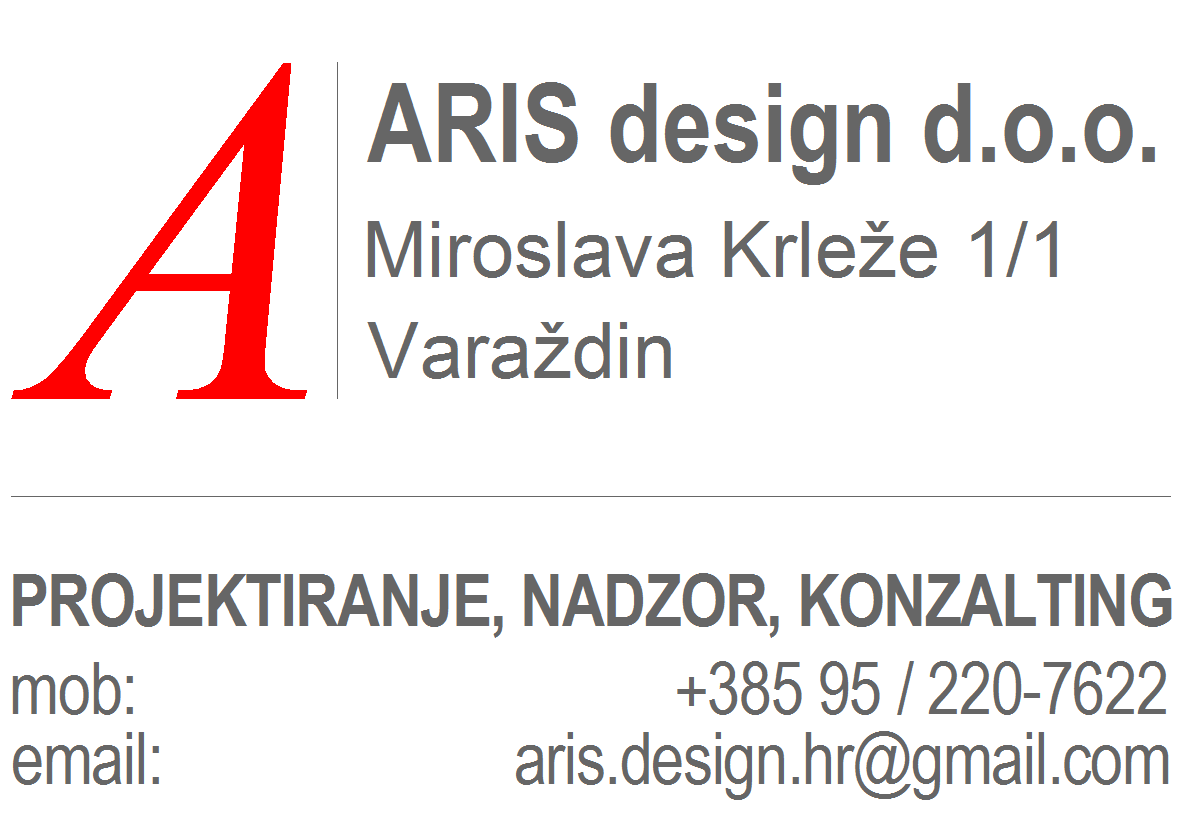 A
ARIS design d.o.o.
Miroslava Krleže 1/1
Varaždin
PROJEKTIRANJE, NADZOR, KONZALTING
mob: +385 95 / 220-7622
email: aris.design.hr@gmail.com